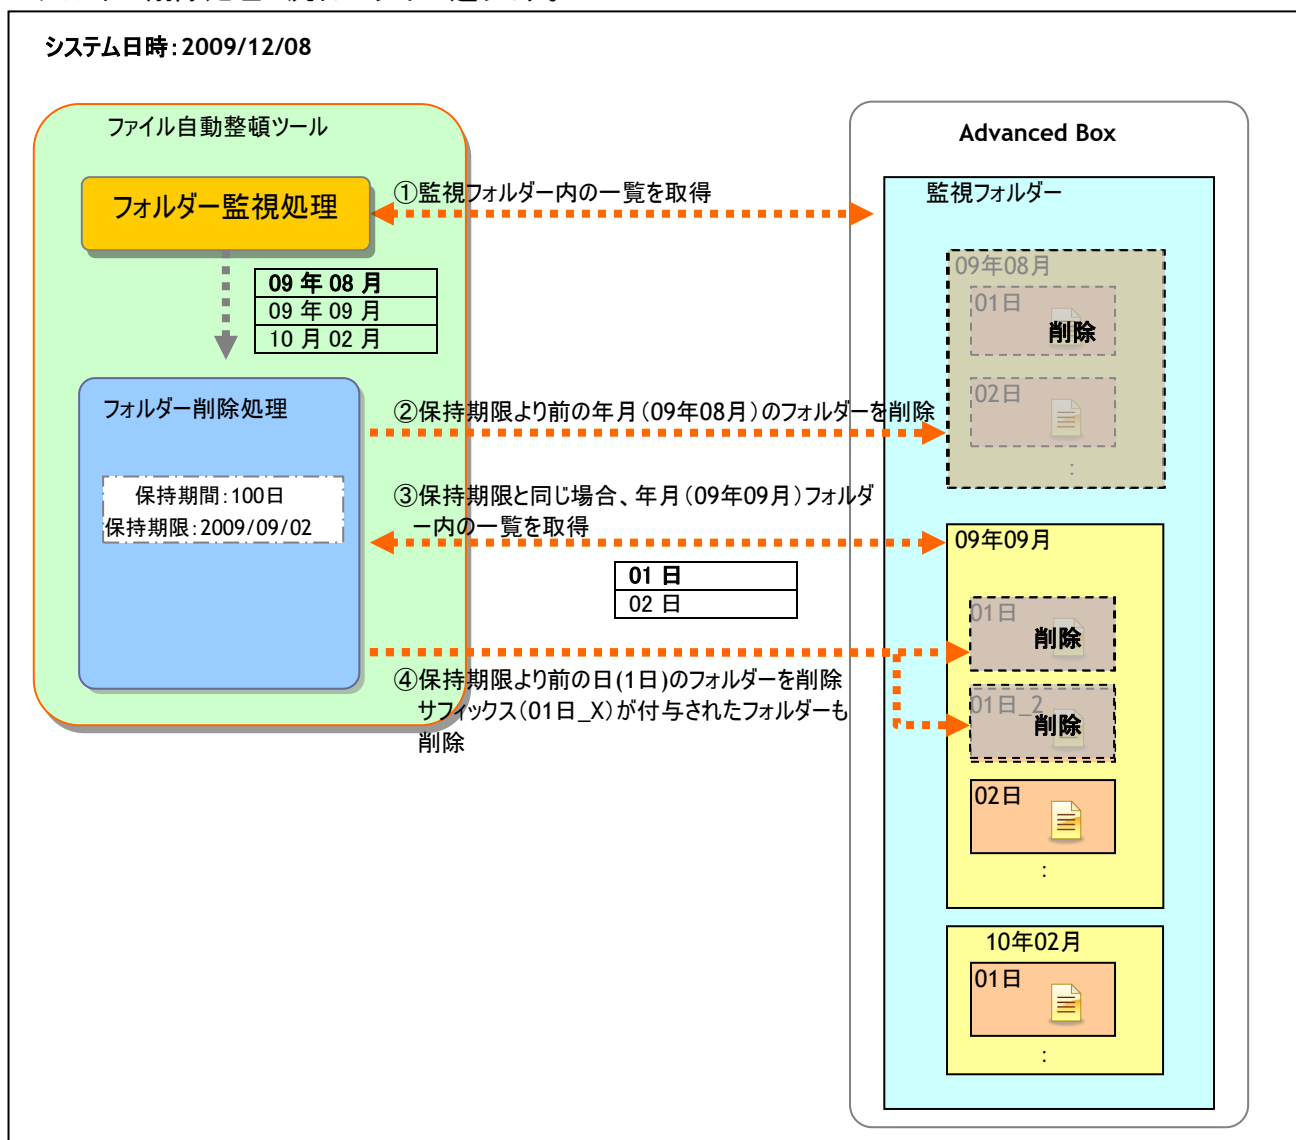 システム日時：2009/12/08
ファイル自動整頓ツール
Advanced Box
フォルダー監視処理
①監視フォルダー内の一覧を取得
監視フォルダー
09 年 08 月
09 年 09 月
10 月 02 月
09年08月
01日
削除
02日
：
フォルダー削除処理
②保持期限より前の年月（09年08月）のフォルダーを削除
保持期間：100日
保持期限：2009/09/02
③保持期限と同じ場合、年月（09年09月）フォルダ
ー内の一覧を取得
01 日
02 日
09年09月
01日
削除
④保持期限より前の日(1日)のフォルダーを削除
サフィックス（01日_X）が付与されたフォルダーも
削除
01日_2
削除
02日
：
10年02月
01日
：